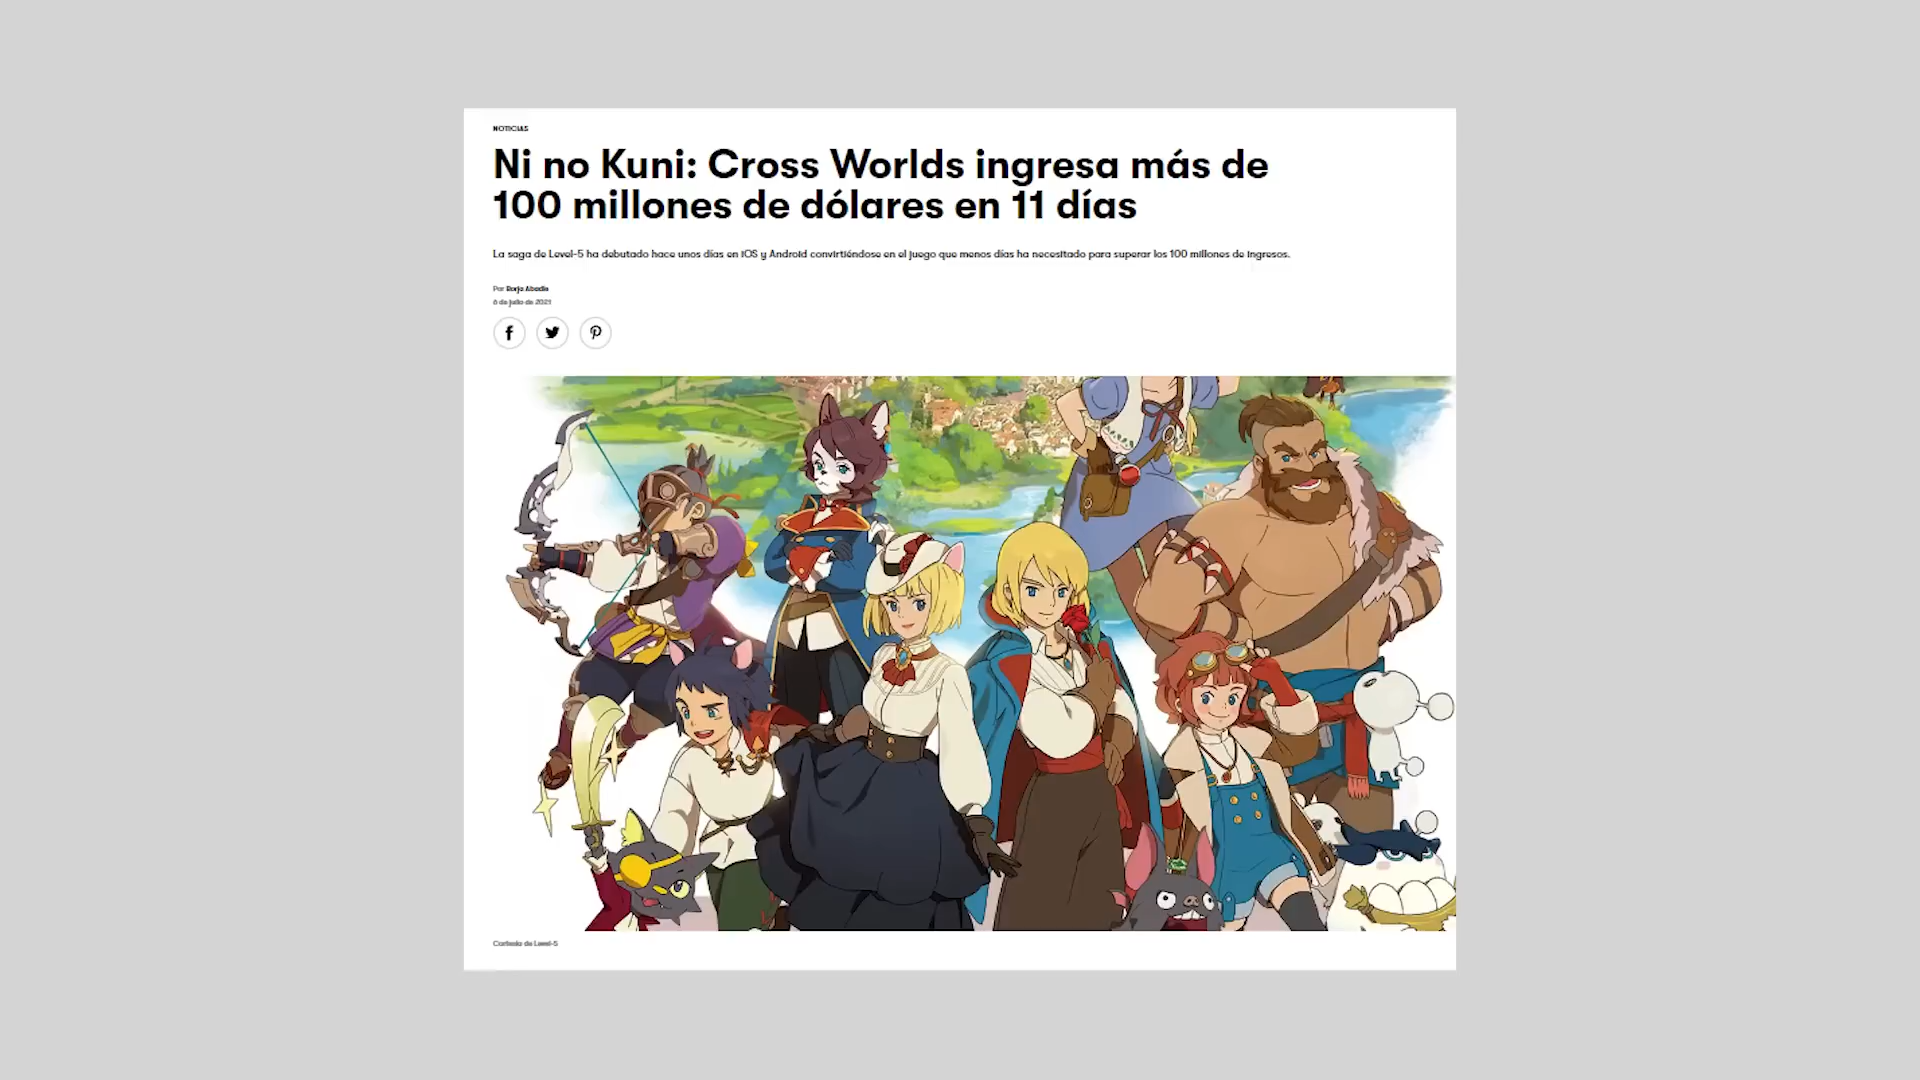 NOTICIAS
Ni no Kuni: Cross Worlds ingresa más de
100 millones de dólares en 11 días
La saga de Level-5 ha debutado hace unos días en iOS y Android convirtiéndose en el juego que menos días ha necesitado para superar los 100 millones de ingresos.
Por Borja Abadie
6 de julio de 2021
Cortesía de Level-5